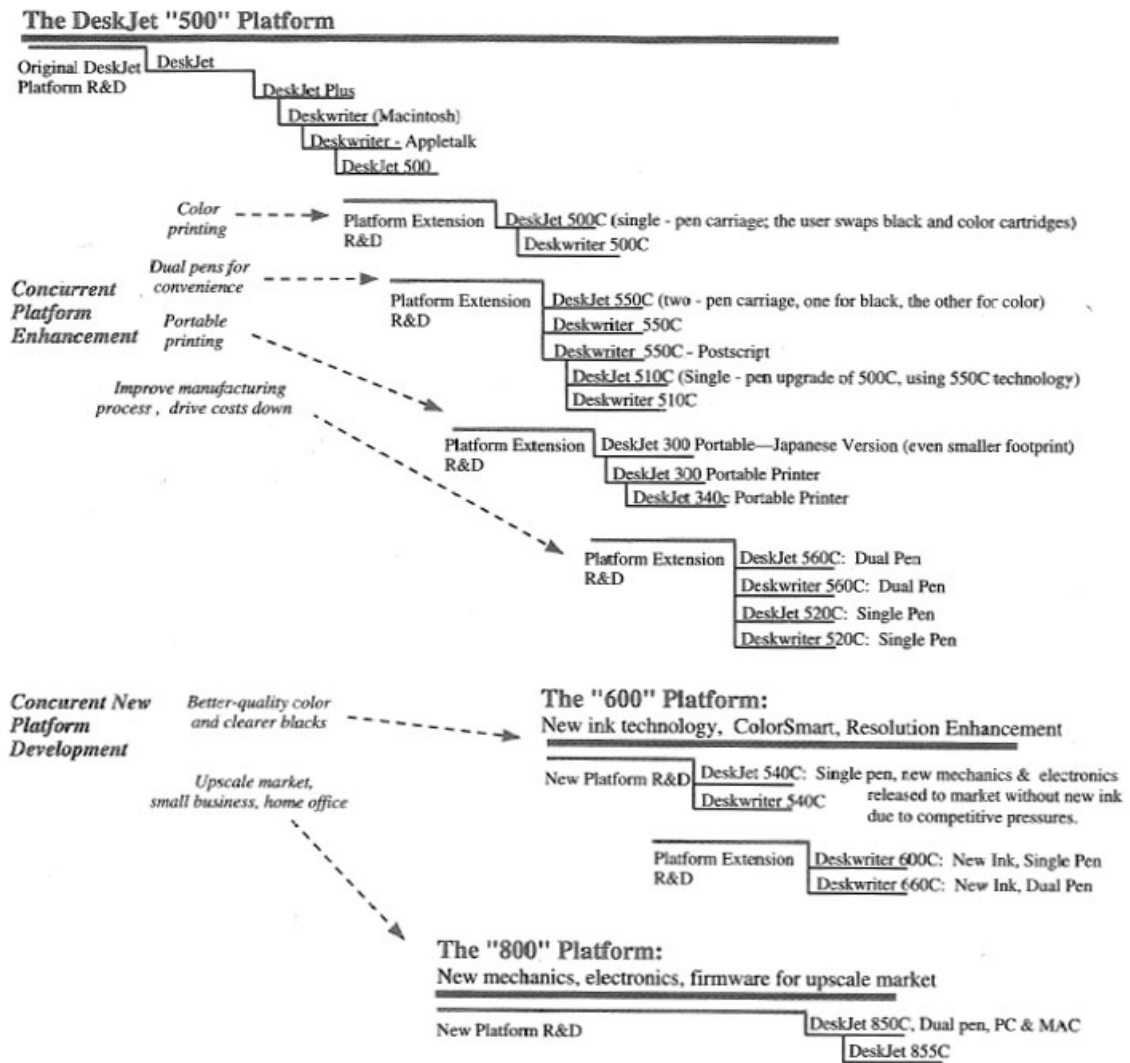 The DeskJet "500" Platform
Original DeskJet
Platform R&D
DeskJet
DeskJet Plus
Deskwriter (Macintosh)
Deskwriter - Appletalk
DeskJet 500
Color
printing
Platform Extension
R&D
DeskJet 500C (single - pen carriage; the user swaps black and color cartridges)
Deskwriter 500C
Concurrent
Platform
Enhancement
Dual pens for
convenience
Platform Extension
R&D
DeskJet 550C (two - pen carriage, one for black, the other for color)
Deskwriter 550C
Deskwriter 550C - Postscript
DeskJet 510C (Single - pen upgrade of 500C, using 550C technology)
Deskwriter 510C
Portable
printing
Platform Extension
R&D
DeskJet 300 Portable—Japanese Version (even smaller footprint)
DeskJet 300 Portable Printer
DeskJet 340c Portable Printer
Improve manufacturing
process , drive costs down
Platform Extension
R&D
DeskJet 560C: Dual Pen
Deskwriter 560C: Dual Pen
DeskJet 520C: Single Pen
Deskwriter 520C: Single Pen
Concurent New
Platform
Development
Better-quality color
and clearer blacks
The "600" Platform:
New ink technology, ColorSmart, Resolution Enhancement
New Platform R&D
DeskJet 540C: Single pen, new mechanics & electronics
released to market without new ink
due to competitive pressures.
Deskwriter 540C
Platform Extension
R&D
Deskwriter 600C: New Ink, Single Pen
Deskwriter 660C: New Ink, Dual Pen
Upscale market,
small business, home office
The "800" Platform:
New mechanics, electronics, firmware for upscale market
New Platform R&D
DeskJet 850C, Dual pen, PC & MAC
DeskJet 855C